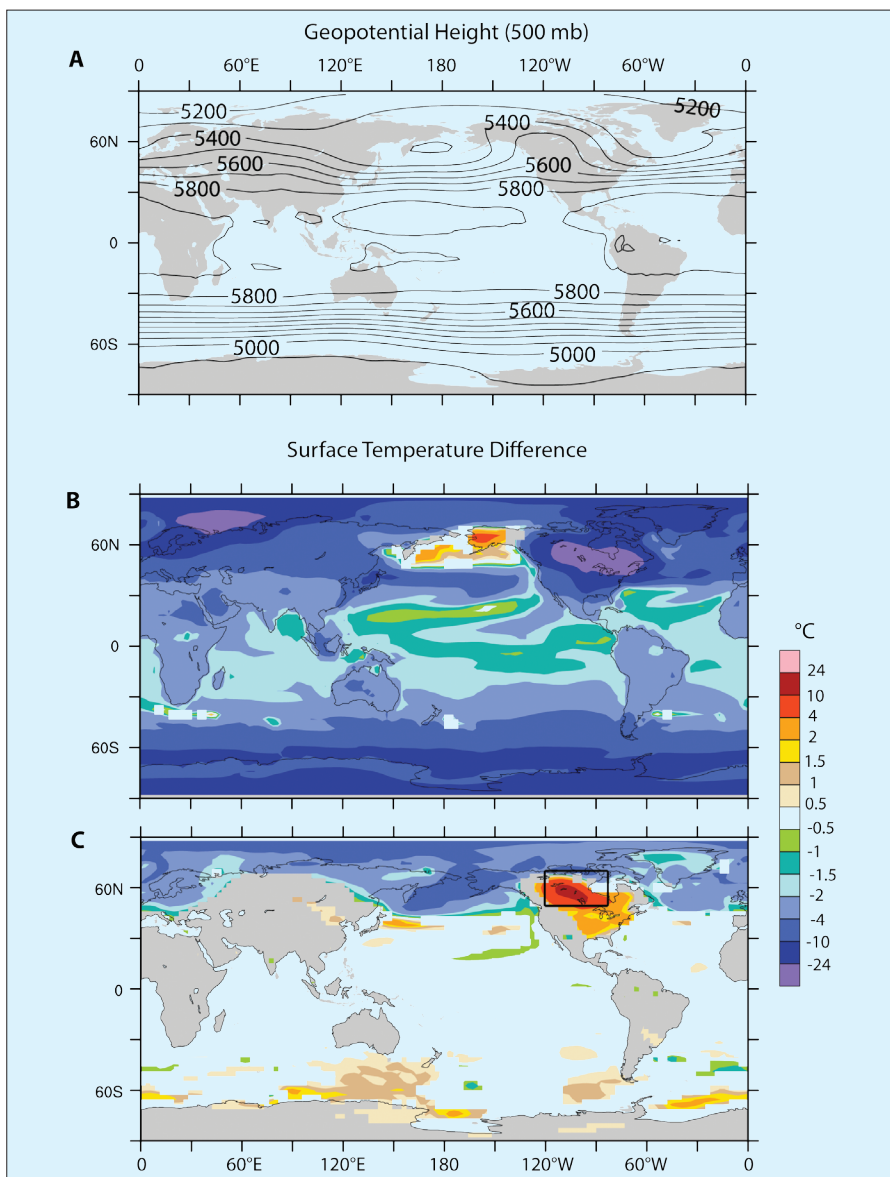 Geopotential Height (500 mb)
A
0 60°E 120°E 180 120°W 60°W 0
5200 5200
5400 5400
60N
5600 5600
5800 5800
0
5800 5800
5600
60S
5000 5000
Surface Temperature Difference
B
60N
0
60S
°C
24
10
4
2
1.5
1
0.5
-0.5
-1
-1.5
-2
-4
-10
-24
C
60N
0
60S
0 60°E 120°E 180 120°W 60°W 0